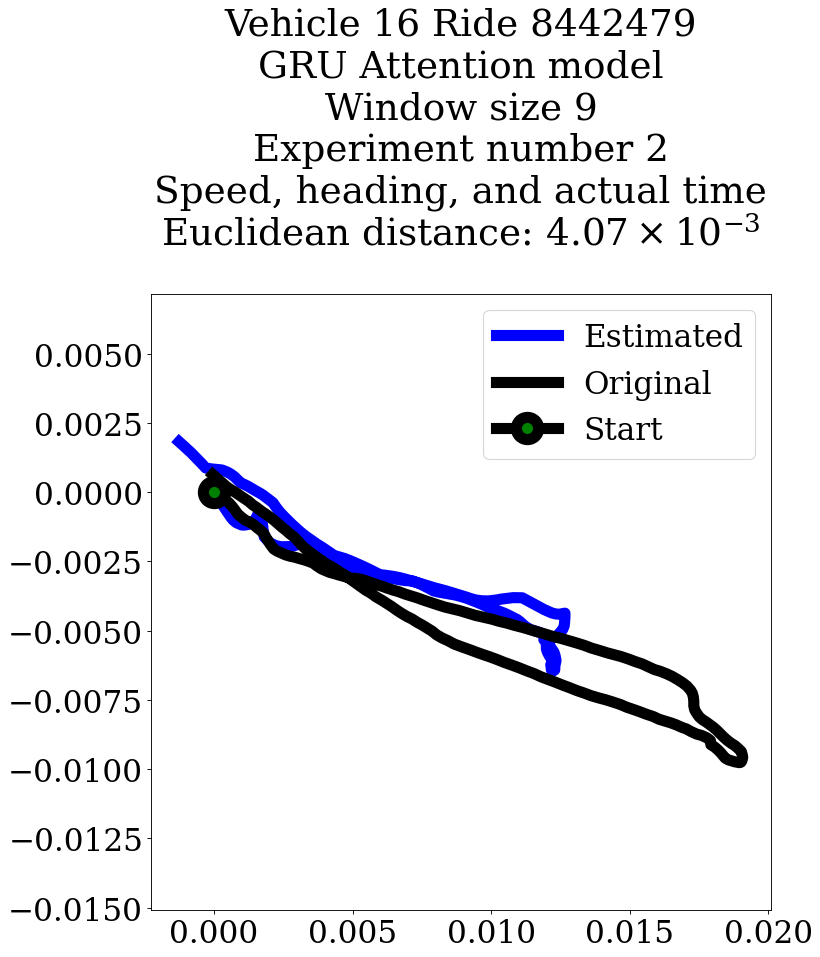 Vehicle 16 Ride 8442479
GRU Attention model
Window size 9
Experiment number 2
Speed, heading, and actual time
Euclidean distance: 4.07 × 10⁻³
Estimated
Original
Start
0.0050
0.0025
0.0000
−0.0025
−0.0050
−0.0075
−0.0100
−0.0125
−0.0150
0.000 0.005 0.010 0.015 0.020